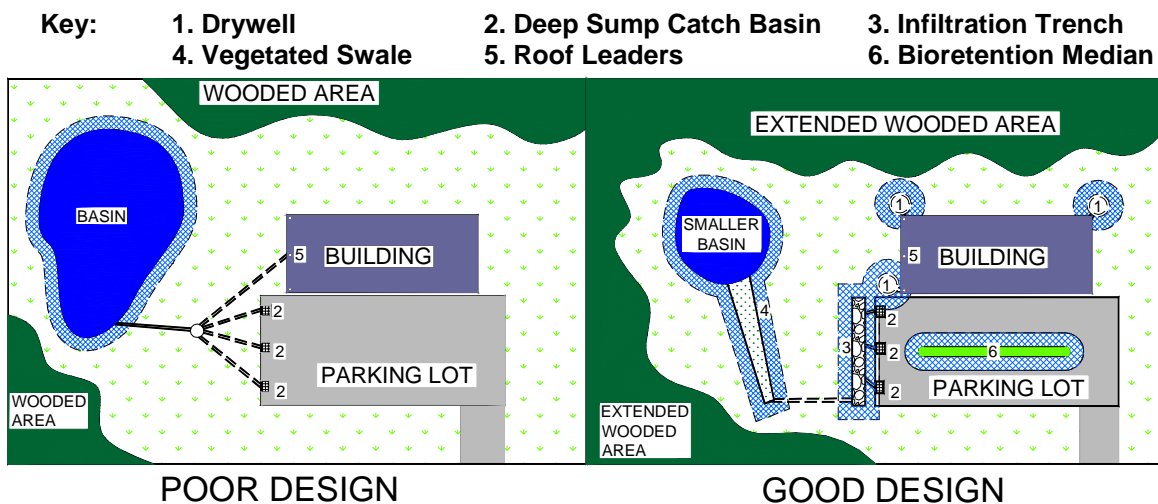 Key: 1. Drywell 2. Deep Sump Catch Basin 3. Infiltration Trench
4. Vegetated Swale 5. Roof Leaders 6. Bioretention Median
WOODED AREA
BASIN
5
BUILDING
2
2
2
PARKING LOT
WOODED
AREA
POOR DESIGN
EXTENDED WOODED AREA
1
1
SMALLER
BASIN
5
BUILDING
1
4
2
3
2
6
2
PARKING LOT
EXTENDED
WOODED
AREA
GOOD DESIGN